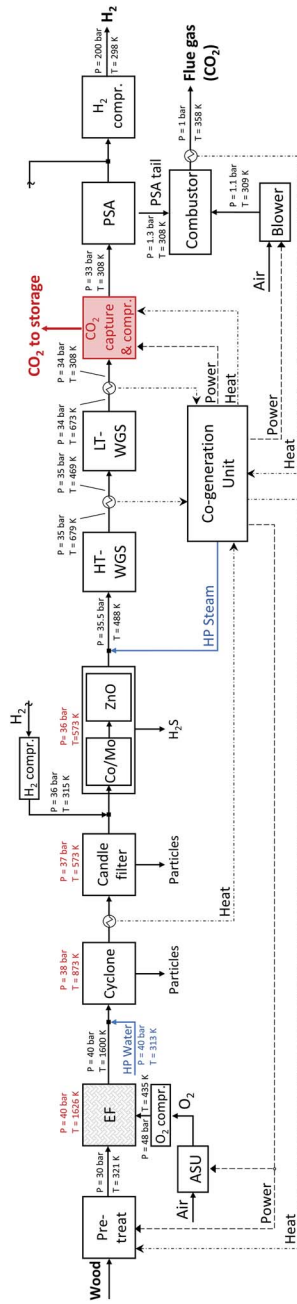 Wood
Pre-
treat
P = 30 bar
T = 321 K
P = 40 bar
T = 1626 K
EF
P = 48 bar
T = 435 K
O2 compr.
O2
ASU
Air
P = 40 bar
T = 1600 K
HP Water
P = 40 bar
T = 313 K
P = 38 bar
T = 873 K
Cyclone
Particles
P = 37 bar
T = 573 K
Candle
filter
Particles
H2
H2 compr.
P = 36 bar
T = 315 K
P= 36 bar
T=573 K
Co/Mo
ZnO
H2S
P = 35.5 bar
T = 488 K
HP Steam
HT-
WGS
P = 35 bar
T = 679 K
P = 35 bar
T = 469 K
LT-
WGS
P = 34 bar
T = 673 K
P = 34 bar
T = 308 K
CO2 to storage
CO2
capture
& compr.
P = 33 bar
T = 308 K
PSA
H2
compr.
P = 200 bar
T = 298 K
H2
P = 1.3 bar
T = 308 K
PSA tail
Combustor
P = 1 bar
T = 358 K
Flue gas
(CO2)
P = 1.1 bar
T = 309 K
Blower
Air
Co-generation
Unit
Power
Heat
Power
Heat
Heat
Power
Heat